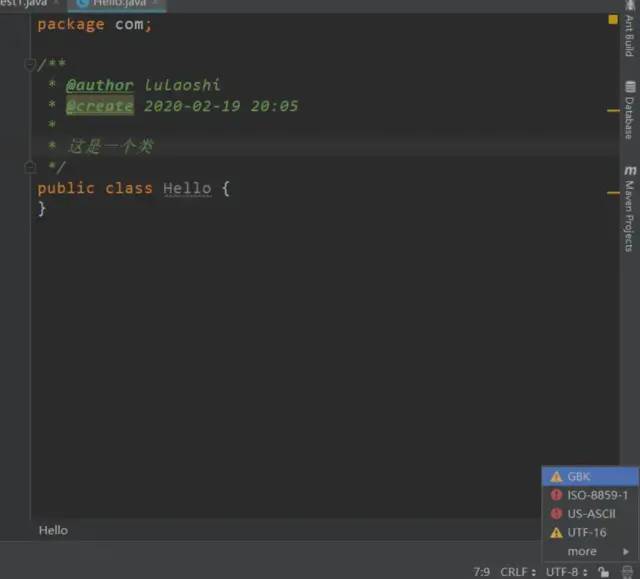 est1.java
Hello.java
package com;
/**
* @author lulaoshi
* @create 2020-02-19 20:05
*
* 这是一个类
*/
public class Hello {
}
Ant Build
Database
m Maven Projects
GBK
ISO-8859-1
US-ASCII
UTF-16
more
Hello
7:9 CRLF UTF-8